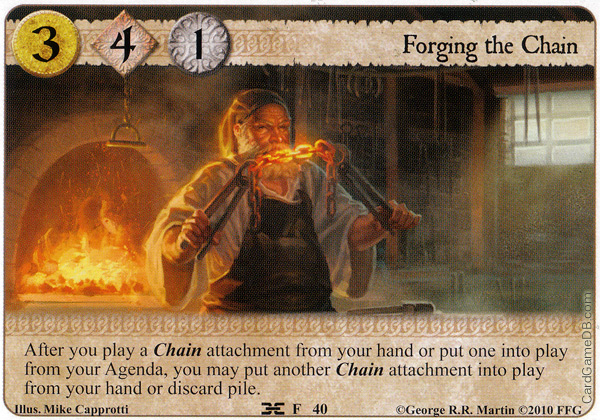 3 4 1 Forging the Chain
After you play a Chain attachment from your hand or put one into play
from your Agenda, you may put another Chain attachment into play
from your hand or discard pile.
Illus. Mike Capprotti F 40 ©George R.R. Martin ©2010 FFG
CardGameDB.com